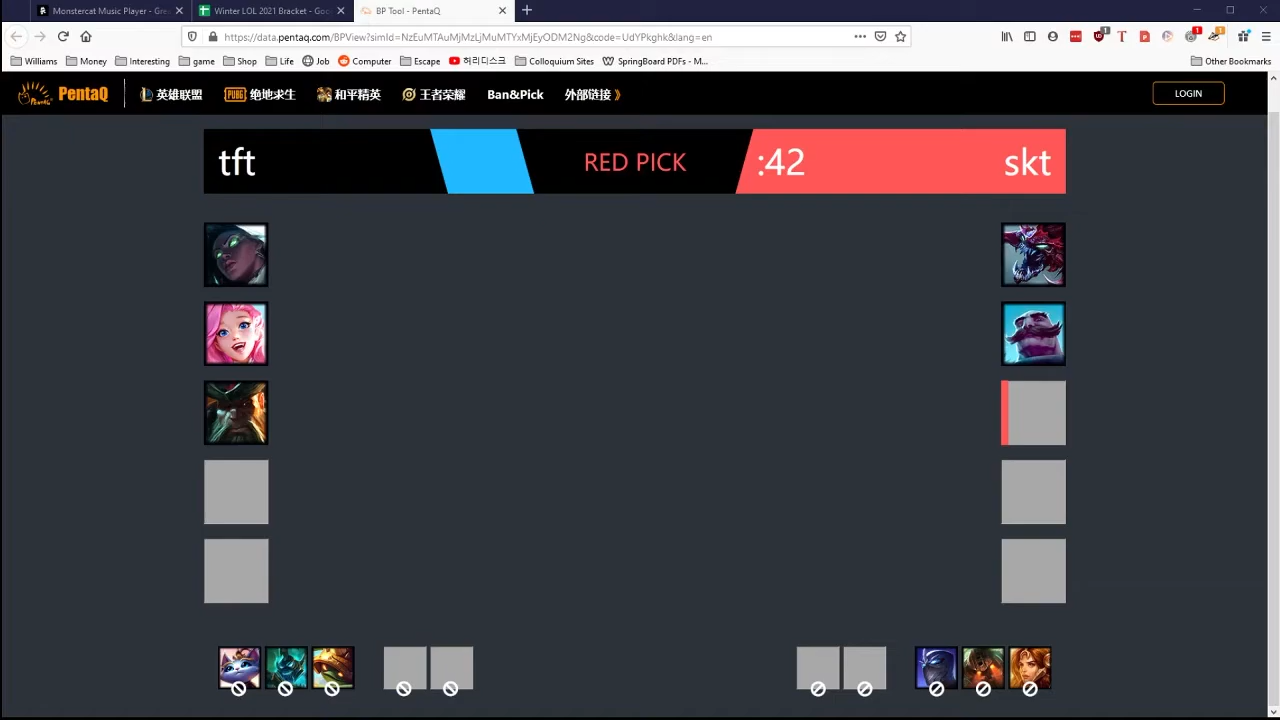 Monstercat Music Player - Gre
Winter LOL 2021 Bracket - Goo
BP Tool - PentaQ
https://data.pentaq.com/BPView?simId=NzEuMTAuMjMzLjMuMTYxMjEyODM2Ng&code=UdYPkghk&lang=en
Williams
Money
Interesting
game
Shop
Life
Job
Computer
Escape
허리디스크
Colloquium Sites
SpringBoard PDFs - M...
Other Bookmarks
PentaQ
英雄联盟
PUBG 绝地求生
和平精英
王者荣耀
Ban&Pick
外部链接 》
LOGIN
tft
RED PICK
:42
skt